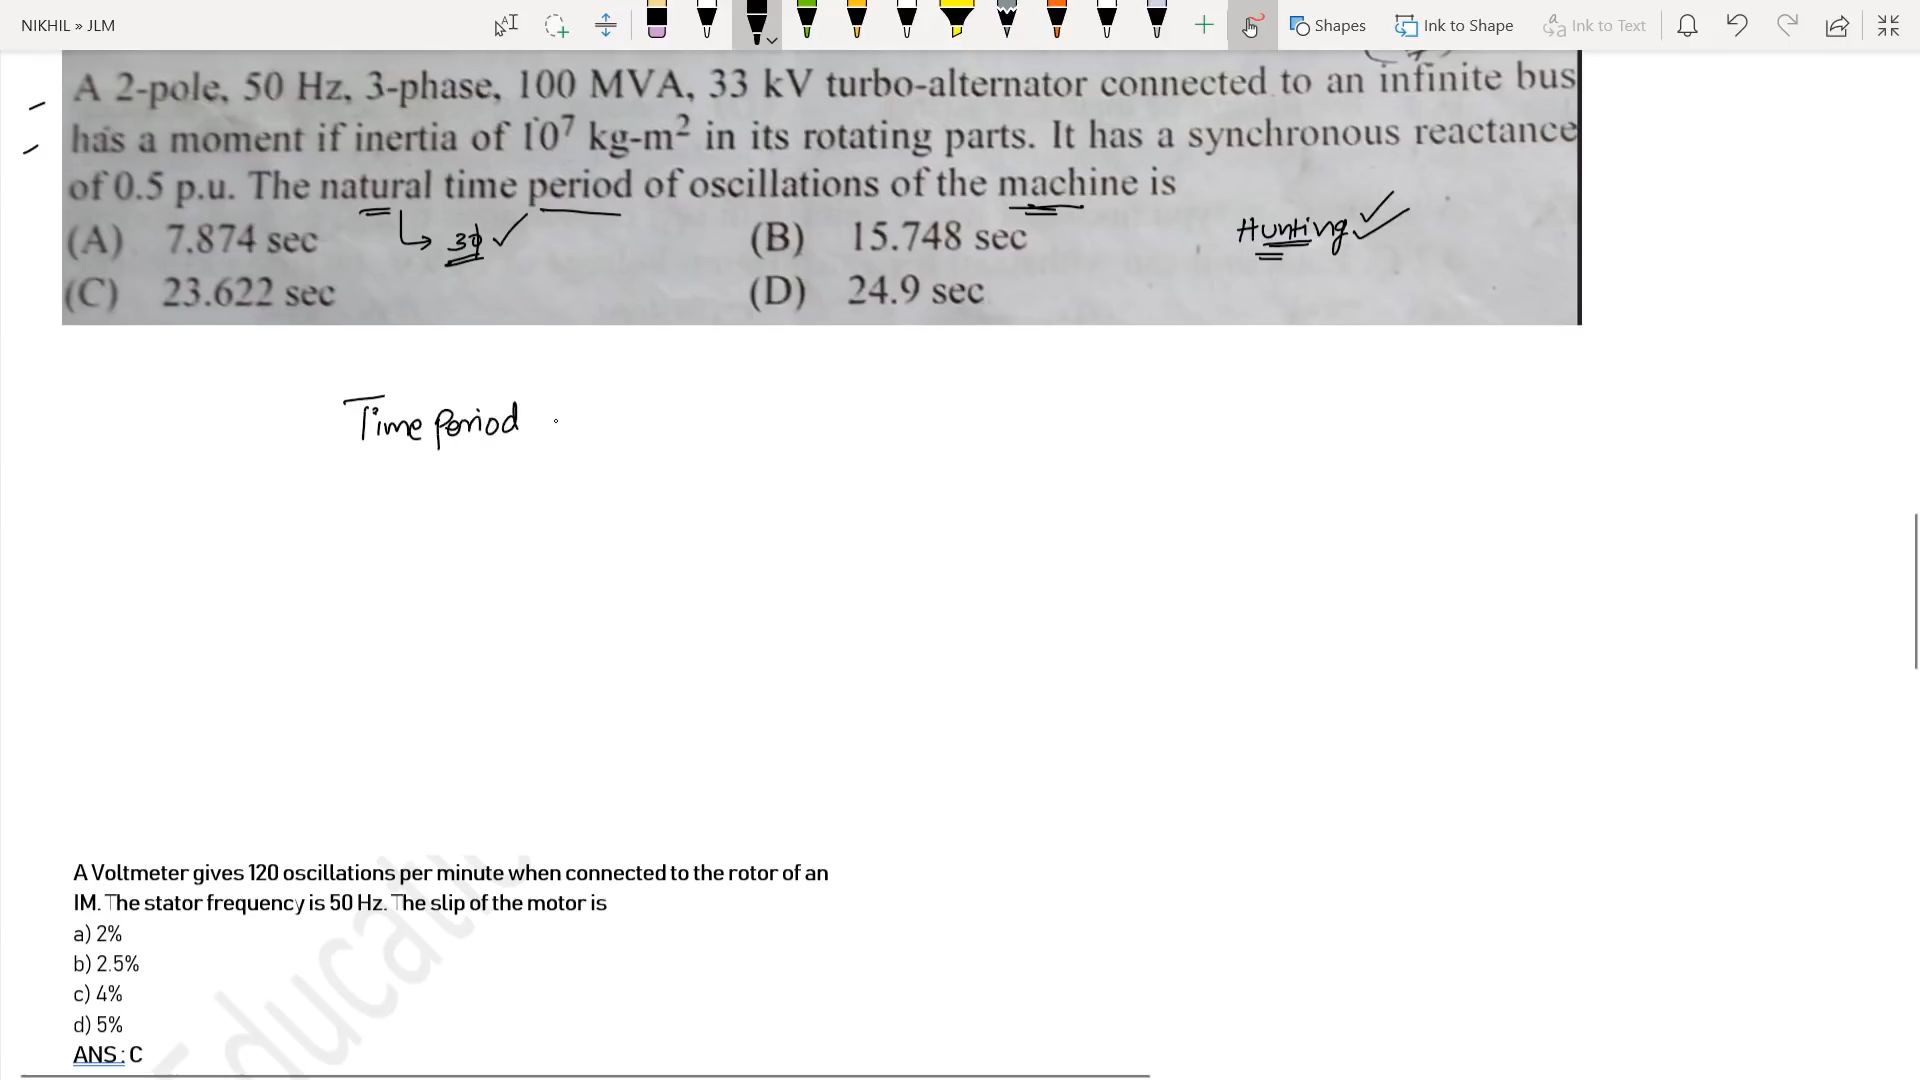 NIKHIL » JLM
Shapes
Ink to Shape
Ink to Text
A 2-pole, 50 Hz, 3-phase, 100 MVA, 33 kV turbo-alternator connected to an infinite bus
has a moment if inertia of 10⁷ kg-m² in its rotating parts. It has a synchronous reactance
of 0.5 p.u. The natural time period of oscillations of the machine is
(A) 7.874 sec (B) 15.748 sec
(C) 23.622 sec (D) 24.9 sec
3ϕ ✓
Hunting ✓
Time period
A Voltmeter gives 120 oscillations per minute when connected to the rotor of an
IM. The stator frequency is 50 Hz. The slip of the motor is
a) 2%
b) 2.5%
c) 4%
d) 5%
ANS : C
Educati